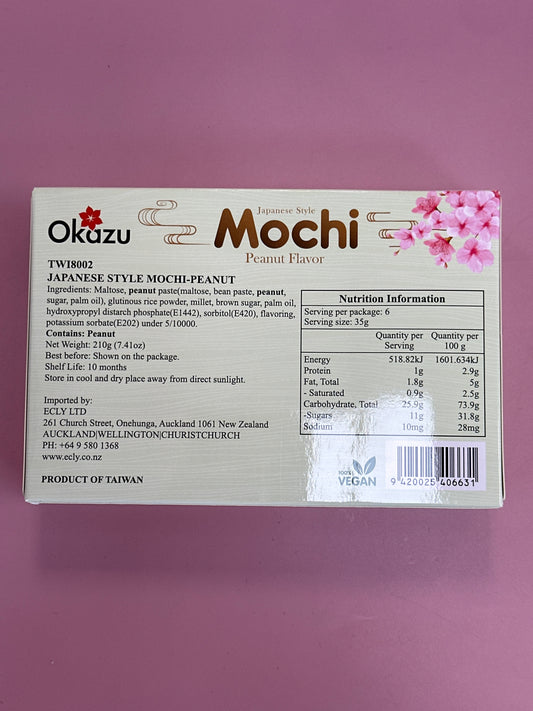 Okazu
Japanese Style
Mochi
Peanut Flavor
TWI8002
JAPANESE STYLE MOCHI-PEANUT
Ingredients: Maltose, peanut paste(maltose, bean paste, peanut,
sugar, palm oil), glutinous rice powder, millet, brown sugar, palm oil,
hydroxypropyl distarch phosphate(E1442), sorbitol(E420), flavoring,
potassium sorbate(E202) under 5/10000.
Contains: Peanut
Net Weight: 210g (7.41oz)
Best before: Shown on the package.
Shelf Life: 10 months
Store in cool and dry place away from direct sunlight.
Imported by:
ECLY LTD
261 Church Street, Onehunga, Auckland 1061 New Zealand
AUCKLAND|WELLINGTON|CHURISTCHURCH
PH: +64 9 580 1368
www.ecly.co.nz
PRODUCT OF TAIWAN
Nutrition Information
Serving per package: 6
Serving size: 35g
Quantity per Serving Quantity per 100 g
Energy 518.82kJ 1601.634kJ
Protein 1g 2.9g
Fat, Total 1.8g 5g
- Saturated 0.9g 2.5g
Carbohydrate, Total 25.9g 73.9g
-Sugars 11g 31.8g
Sodium 10mg 28mg
100%
VEGAN
9 420025 406631